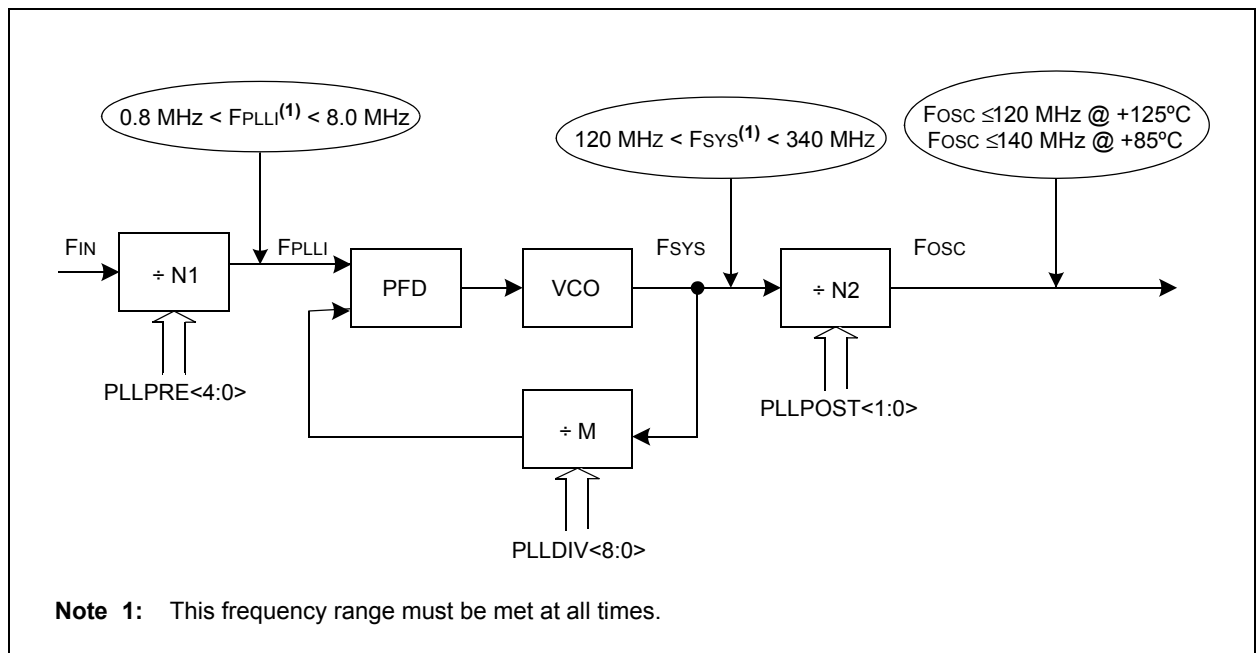 0.8 MHz < FPLLI(1) < 8.0 MHz
120 MHZ < FSYS(1) < 340 MHZ
FOSC ≤120 MHz @ +125ºC
FOSC ≤140 MHz @ +85ºC
FIN
÷ N1
FPLLI
PFD
VCO
FSYS
÷ N2
FOSC
PLLPRE<4:0>
÷ M
PLLPOST<1:0>
PLLDIV<8:0>
Note 1: This frequency range must be met at all times.